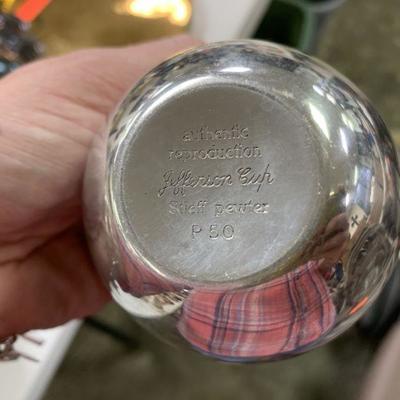 authentic
reproduction
Jefferson Cup
Stieff pewter
P 50